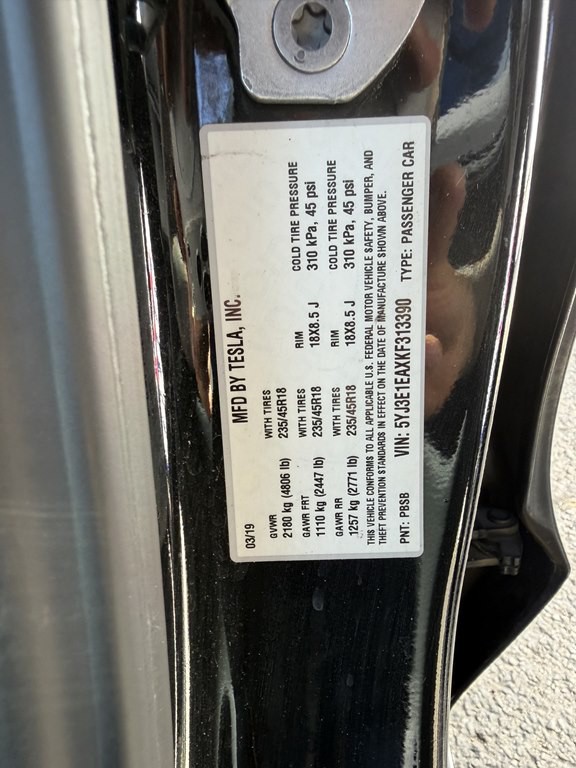 MFD BY TESLA, INC.
03/19
GVWR WITH TIRES
2180 kg (4806 lb) 235/45R18
GAWR FRT WITH TIRES RIM COLD TIRE PRESSURE
1110 kg (2447 lb) 235/45R18 18X8.5 J 310 kPa, 45 psi
GAWR RR WITH TIRES RIM COLD TIRE PRESSURE
1257 kg (2771 lb) 235/45R18 18X8.5 J 310 kPa, 45 psi
THIS VEHICLE CONFORMS TO ALL APPLICABLE U.S. FEDERAL MOTOR VEHICLE SAFETY, BUMPER, AND
THEFT PREVENTION STANDARDS IN EFFECT ON THE DATE OF MANUFACTURE SHOWN ABOVE.
PNT: PBSB VIN: 5YJ3E1EAXKF313390 TYPE: PASSENGER CAR